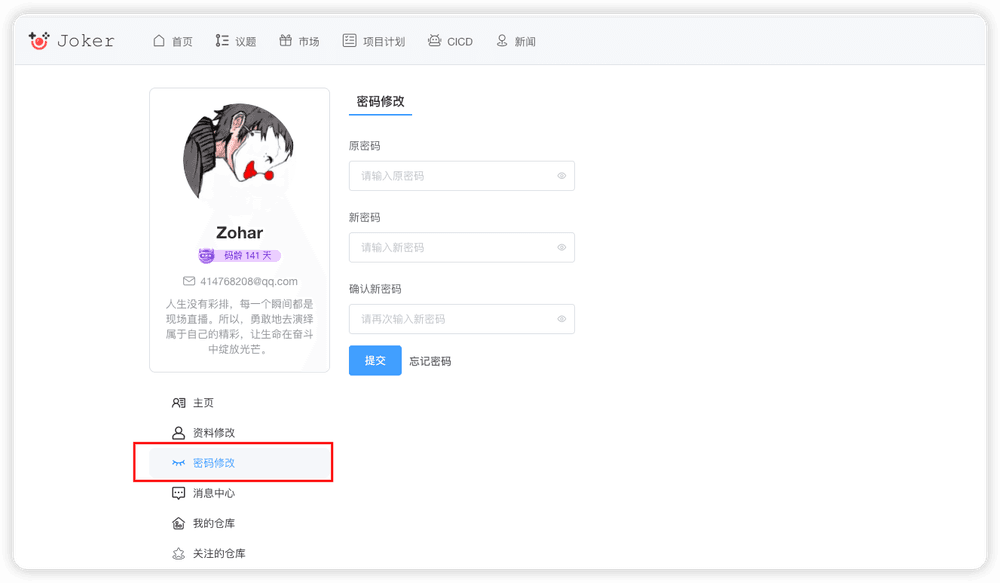 Joker
首页
议题
市场
项目计划
CICD
新闻
Zohar
码龄 141 天
414768208@qq.com
人生没有彩排，每一个瞬间都是
现场直播。所以，勇敢地去演绎
属于自己的精彩，让生命在奋斗
中绽放光芒。
主页
资料修改
密码修改
消息中心
我的仓库
关注的仓库
密码修改
原密码
请输入原密码
新密码
请输入新密码
确认新密码
请再次输入新密码
提交
忘记密码